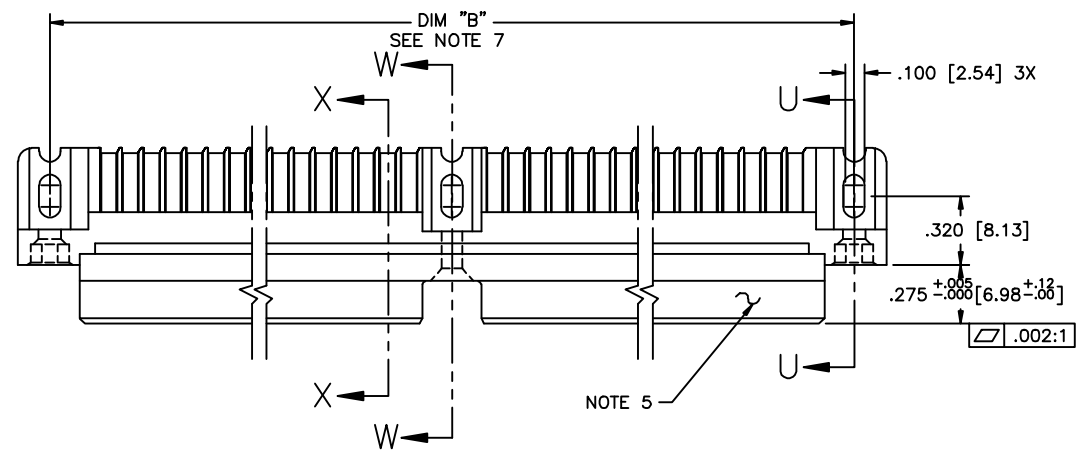 DIM "B"
SEE NOTE 7
W
.100 [2.54] 3X
X
U
.320 [8.13]
.275 +.005 -.000 [6.98 +.12 -.00]
.002:1
U
X
NOTE 5
W